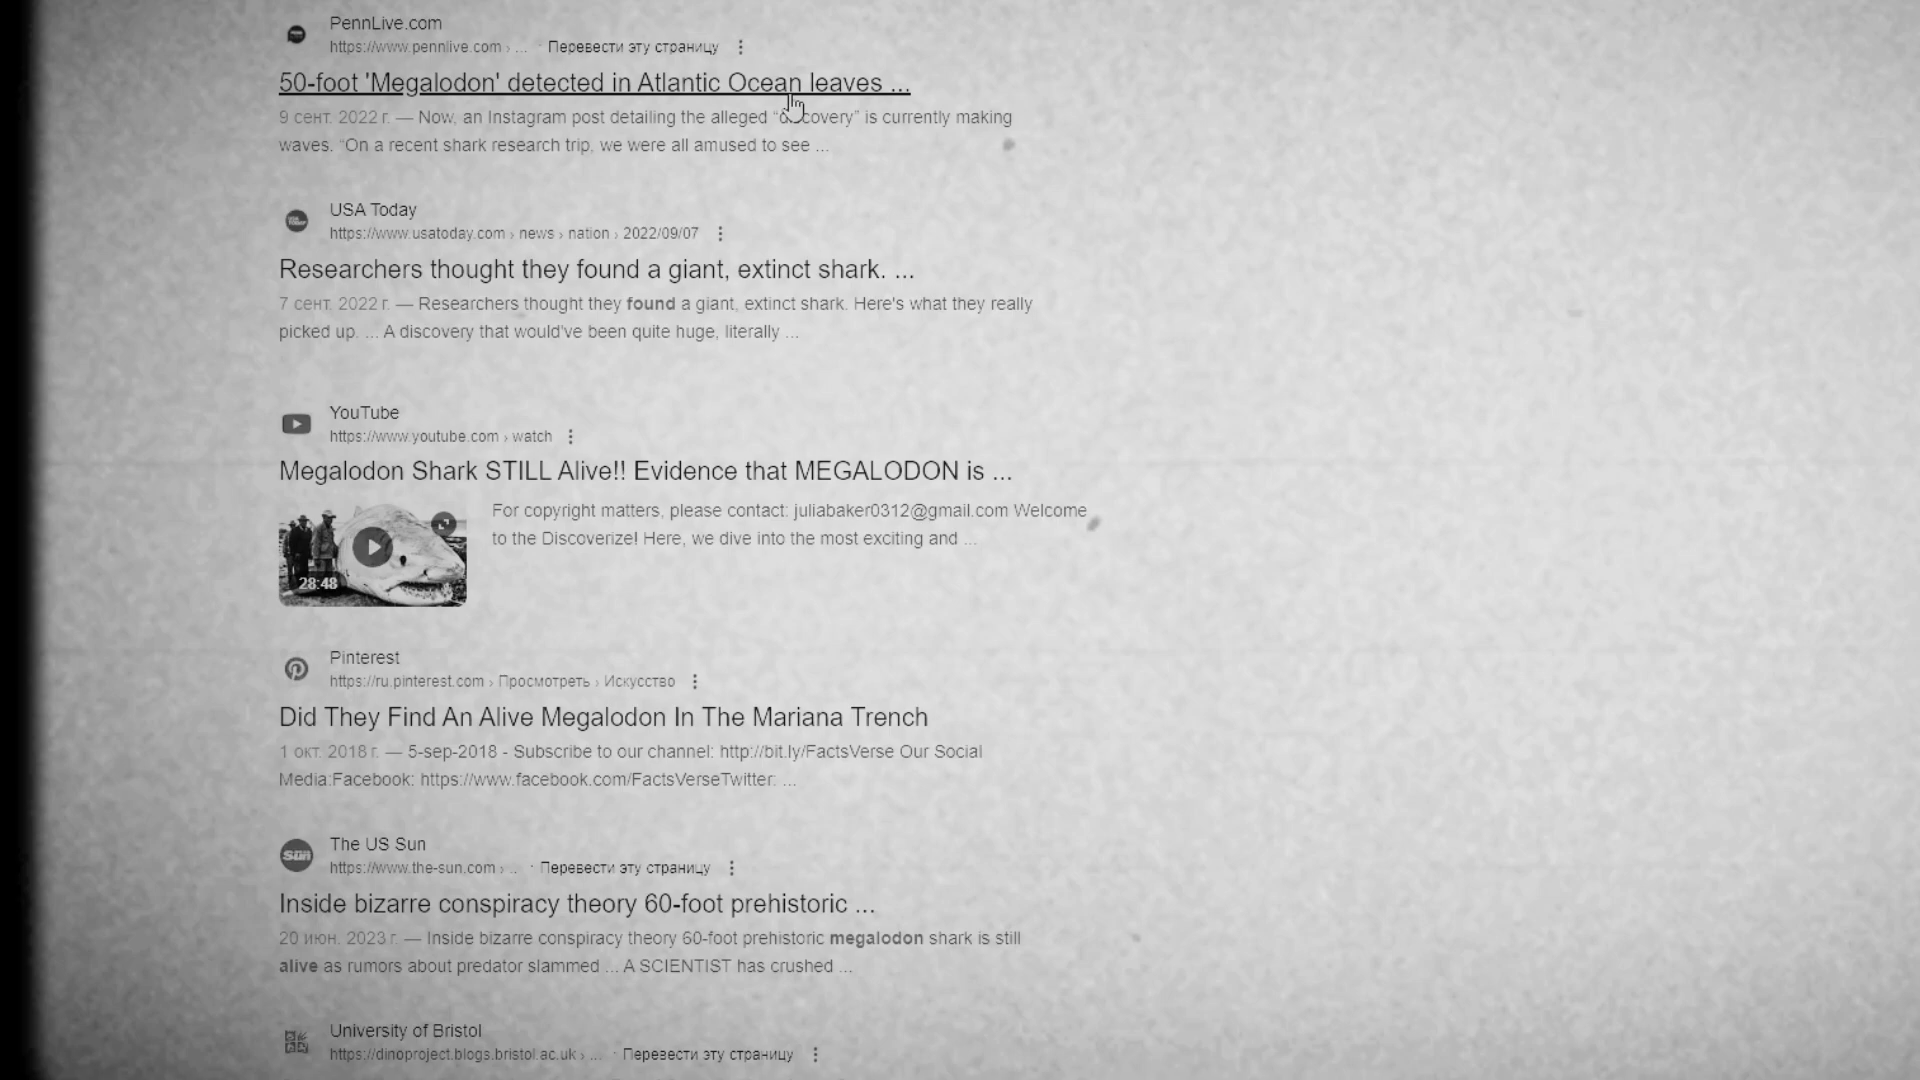 PennLive.com
https://www.pennlive.com › ... · Перевести эту страницу
50-foot 'Megalodon' detected in Atlantic Ocean leaves ...
9 сент. 2022 г. — Now, an Instagram post detailing the alleged “discovery” is currently making
waves. “On a recent shark research trip, we were all amused to see ...
USA Today
https://www.usatoday.com › news › nation › 2022/09/07
Researchers thought they found a giant, extinct shark. ...
7 сент. 2022 г. — Researchers thought they found a giant, extinct shark. Here's what they really
picked up. ... A discovery that would've been quite huge, literally ...
YouTube
https://www.youtube.com › watch
Megalodon Shark STILL Alive!! Evidence that MEGALODON is ...
For copyright matters, please contact: juliabaker0312@gmail.com Welcome
to the Discoverize! Here, we dive into the most exciting and ...
28:48
Pinterest
https://ru.pinterest.com › Просмотреть › Искусство
Did They Find An Alive Megalodon In The Mariana Trench
1 окт. 2018 г. — 5-sep-2018 - Subscribe to our channel: http://bit.ly/FactsVerse Our Social
Media:Facebook: https://www.facebook.com/FactsVerseTwitter: ...
The US Sun
https://www.the-sun.com › ... · Перевести эту страницу
Inside bizarre conspiracy theory 60-foot prehistoric ...
20 июн. 2023 г. — Inside bizarre conspiracy theory 60-foot prehistoric megalodon shark is still
alive as rumors about predator slammed ... A SCIENTIST has crushed ...
University of Bristol
https://dinoproject.blogs.bristol.ac.uk › ... · Перевести эту страницу